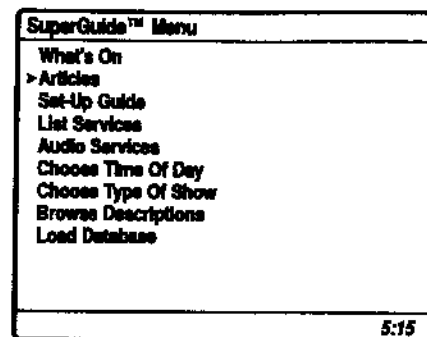 SuperGuide™ Menu
What's On
>Articles
Set-Up Guide
List Services
Audio Services
Choose Time Of Day
Choose Type Of Show
Browse Descriptions
Load Database
5:15